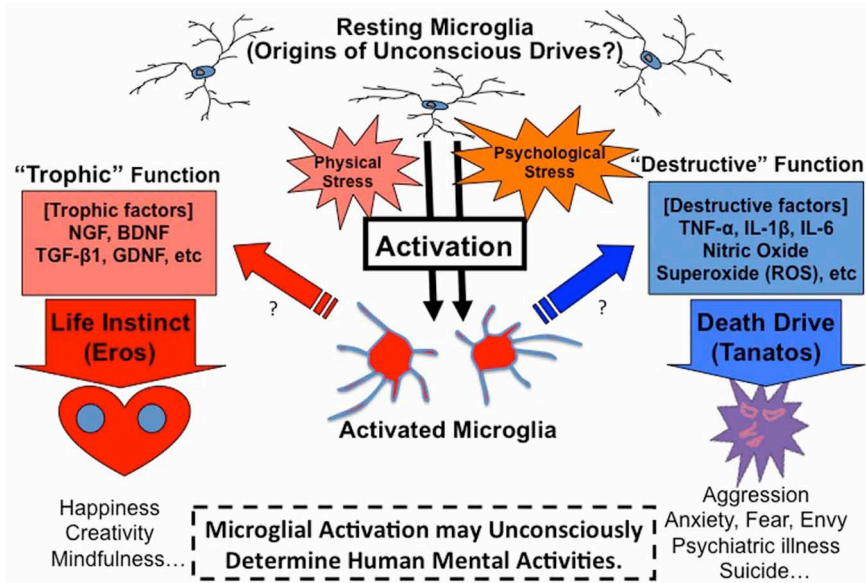 Resting Microglia
(Origins of Unconscious Drives?)
Physical
Stress
Psychological
Stress
“Trophic” Function
[Trophic factors]
NGF, BDNF
TGF-β1, GDNF, etc
Life Instinct
(Eros)
Happiness
Creativity
Mindfulness…
Activation
?
?
Activated Microglia
“Destructive” Function
[Destructive factors]
TNF-α, IL-1β, IL-6
Nitric Oxide
Superoxide (ROS), etc
Death Drive
(Tanatos)
Aggression
Anxiety, Fear, Envy
Psychiatric illness
Suicide…
Microglial Activation may Unconsciously
Determine Human Mental Activities.